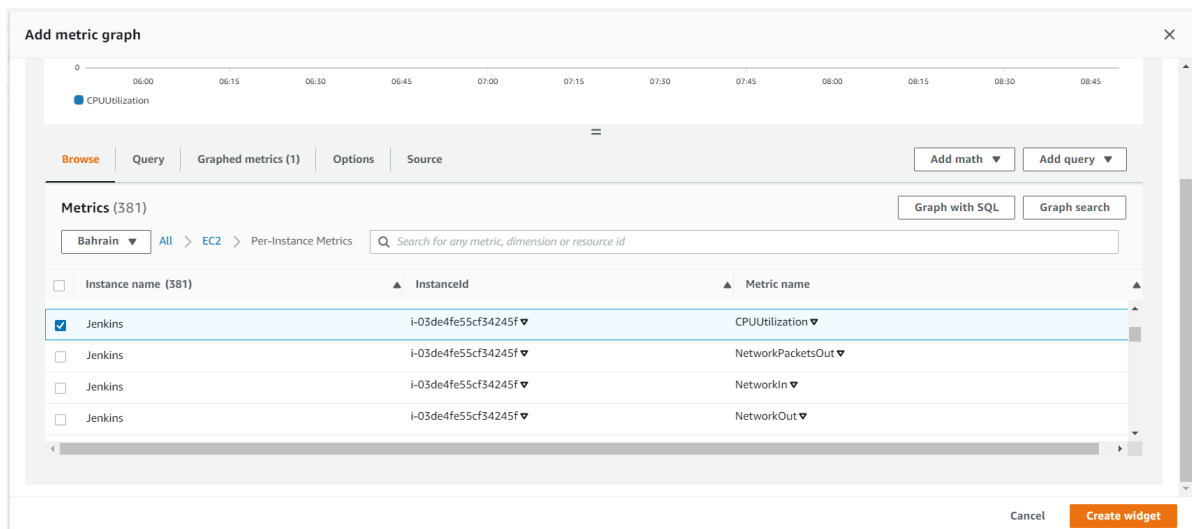 Add metric graph
0
06:00 06:15 06:30 06:45 07:00 07:15 07:30 07:45 08:00 08:15 08:30 08:45
CPUUtilization
Browse Query Graphed metrics (1) Options Source Add math Add query
Metrics (381) Graph with SQL Graph search
Bahrain All EC2 Per-Instance Metrics Search for any metric, dimension or resource id
Instance name (381) InstanceId Metric name
Jenkins i-03de4fe55cf34245f CPUUtilization
Jenkins i-03de4fe55cf34245f NetworkPacketsOut
Jenkins i-03de4fe55cf34245f NetworkIn
Jenkins i-03de4fe55cf34245f NetworkOut
Cancel Create widget